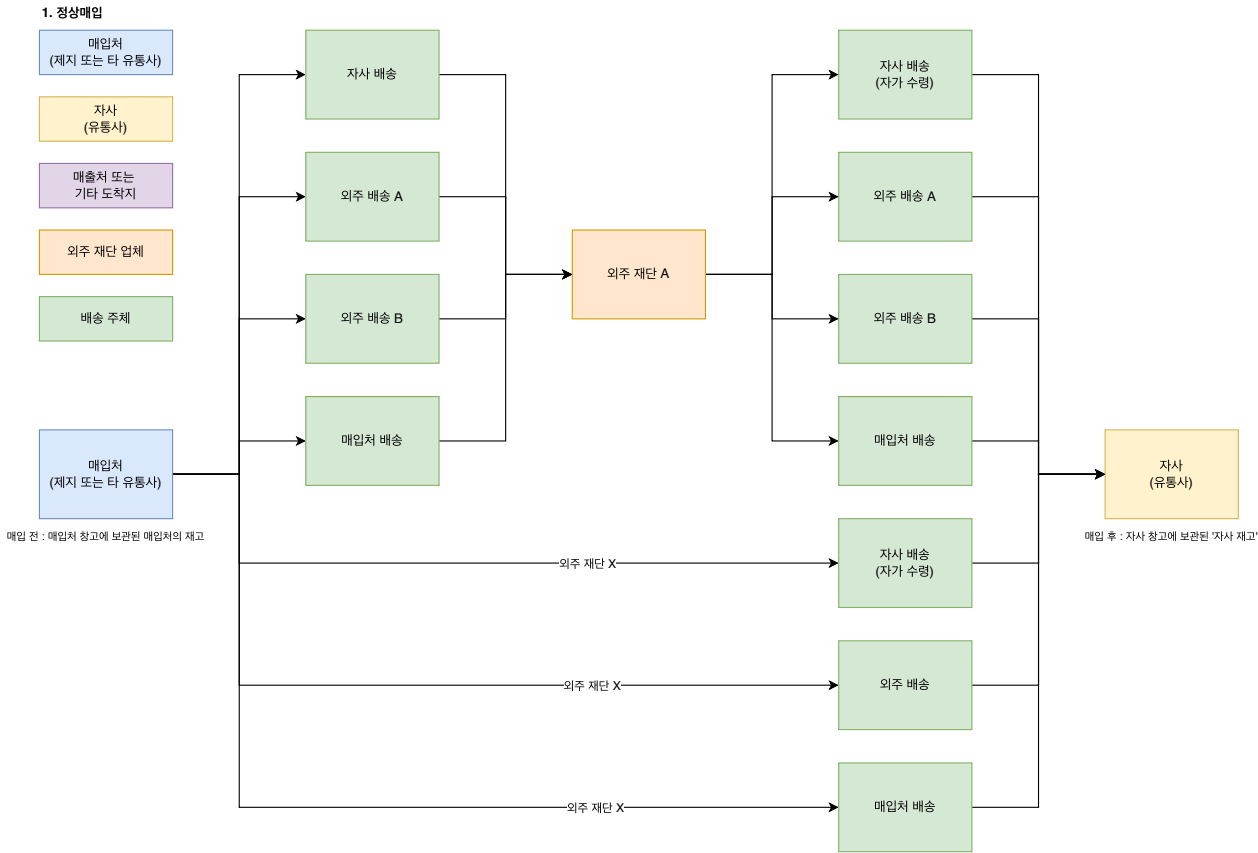 1. 정상매입
매입처
(제지 또는 타 유통사)
자사
(유통사)
매출처 또는
기타 도착지
외주 재단 업체
배송 주체
매입처
(제지 또는 타 유통사)
매입 전 : 매입처 창고에 보관된 매입처의 재고
자사 배송
외주 배송 A
외주 배송 B
매입처 배송
외주 재단 A
자사 배송
(자가 수령)
외주 배송 A
외주 배송 B
매입처 배송
외주 재단 X
자사 배송
(자가 수령)
외주 재단 X
외주 배송
외주 재단 X
매입처 배송
자사
(유통사)
매입 후 : 자사 창고에 보관된 '자사 재고'